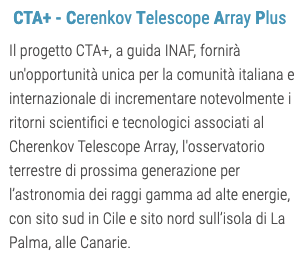 CTA+ - Cerenkov Telescope Array Plus
Il progetto CTA+, a guida INAF, fornirà
un'opportunità unica per la comunità italiana e
internazionale di incrementare notevolmente i
ritorni scientifici e tecnologici associati al
Cherenkov Telescope Array, l'osservatorio
terrestre di prossima generazione per
l'astronomia dei raggi gamma ad alte energie,
con sito sud in Cile e sito nord sull'isola di La
Palma, alle Canarie.